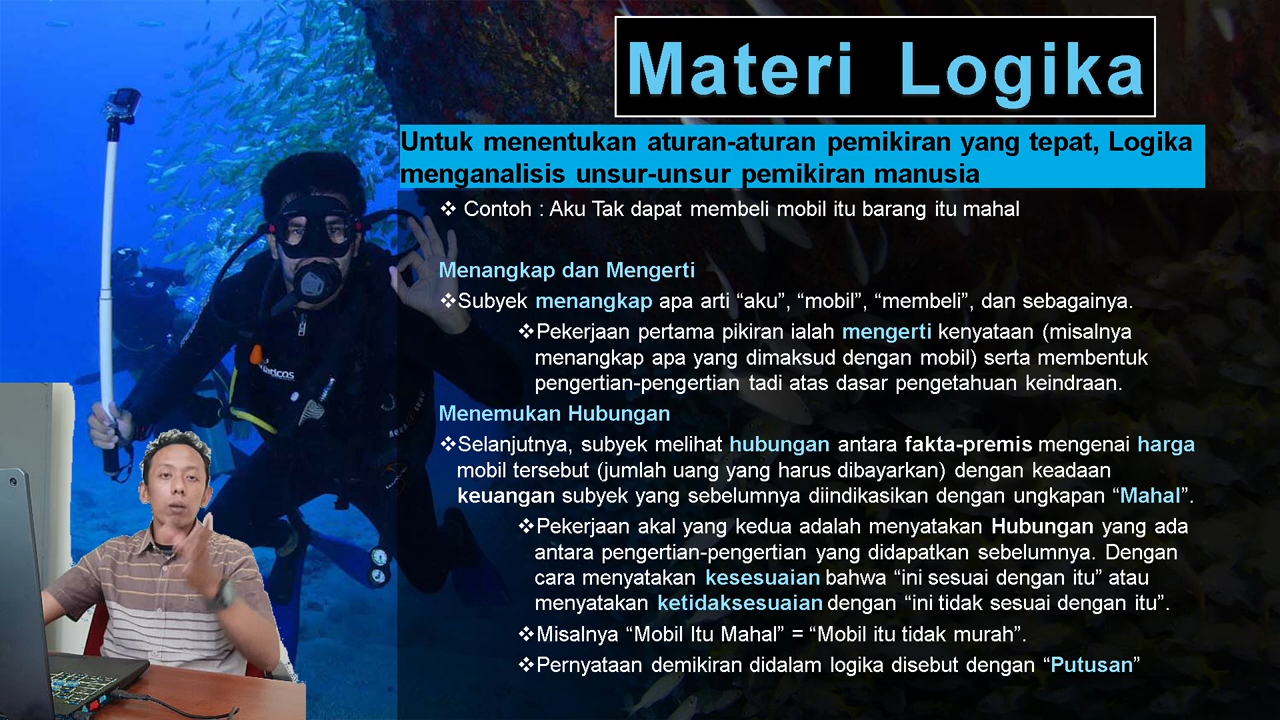 Materi Logika
Untuk menentukan aturan-aturan pemikiran yang tepat, Logika
menganalisis unsur-unsur pemikiran manusia
❖ Contoh : Aku Tak dapat membeli mobil itu barang itu mahal
Menangkap dan Mengerti
❖Subyek menangkap apa arti “aku”, “mobil”, “membeli”, dan sebagainya.
❖Pekerjaan pertama pikiran ialah mengerti kenyataan (misalnya
menangkap apa yang dimaksud dengan mobil) serta membentuk
pengertian-pengertian tadi atas dasar pengetahuan keindraan.
Menemukan Hubungan
❖Selanjutnya, subyek melihat hubungan antara fakta-premis mengenai harga
mobil tersebut (jumlah uang yang harus dibayarkan) dengan keadaan
keuangan subyek yang sebelumnya diindikasikan dengan ungkapan “Mahal”.
❖Pekerjaan akal yang kedua adalah menyatakan Hubungan yang ada
antara pengertian-pengertian yang didapatkan sebelumnya. Dengan
cara menyatakan kesesuaian bahwa “ini sesuai dengan itu” atau
menyatakan ketidaksesuaian dengan “ini tidak sesuai dengan itu”.
❖Misalnya “Mobil Itu Mahal” = “Mobil itu tidak murah”.
❖Pernyataan demikiran didalam logika disebut dengan “Putusan”